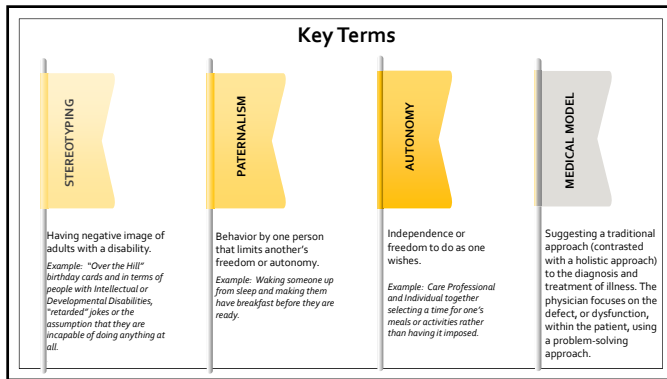 Key Terms
STEREOTYPING
Having negative image of
adults with a disability.
Example: "Over the Hill"
birthday cards and in terms of
people with Intellectual or
Developmental Disabilities,
"retarded" jokes or the
assumption that they are
incapable of doing anything at
all.
PATERNALISM
Behavior by one person
that limits another's
freedom or autonomy.
Example: Waking someone up
from sleep and making them
have breakfast before they are
ready.
AUTONOMY
Independence or
freedom to do as one
wishes.
Example: Care Professional
and Individual together
selecting a time for one's
meals or activities rather
than having it imposed.
MEDICAL MODEL
Suggesting a traditional
approach (contrasted
with a holistic approach)
to the diagnosis and
treatment of illness. The
physician focuses on the
defect, or dysfunction,
within the patient, using
a problem-solving
approach.